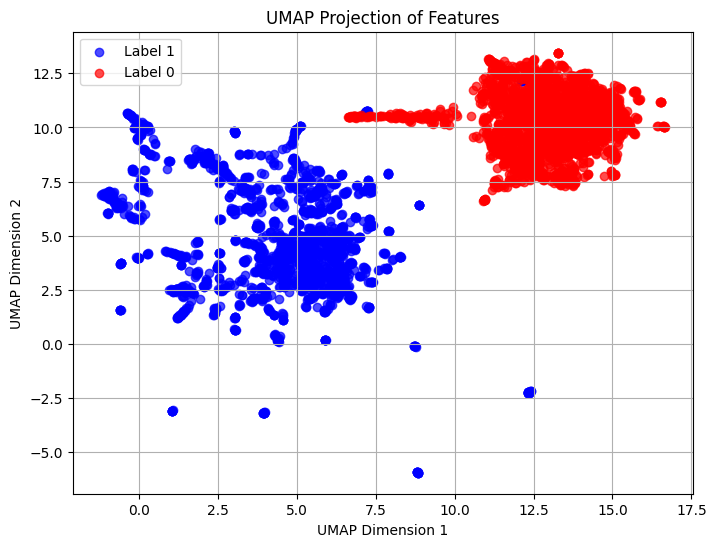 UMAP Projection of Features
Label 1
Label 0
12.5
10.0
7.5
5.0
2.5
0.0
−2.5
−5.0
UMAP Dimension 2
0.0 2.5 5.0 7.5 10.0 12.5 15.0 17.5
UMAP Dimension 1